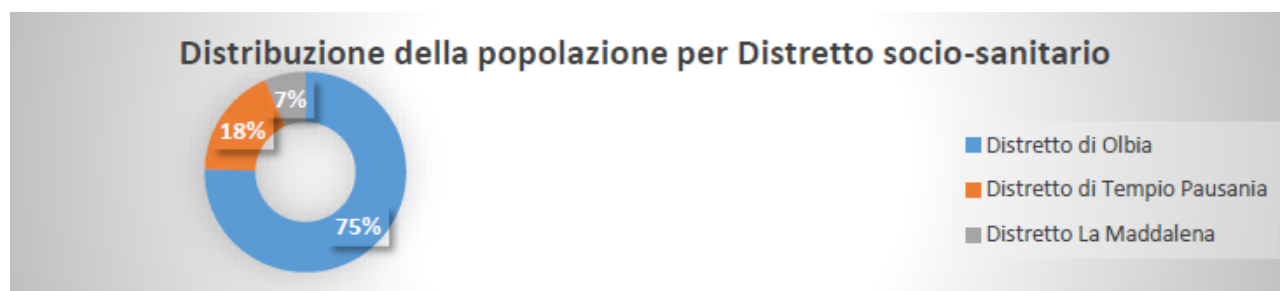 Distribuzione della popolazione per Distretto socio-sanitario
7%
18%
75%
Distretto di Olbia
Distretto di Tempio Pausania
Distretto La Maddalena